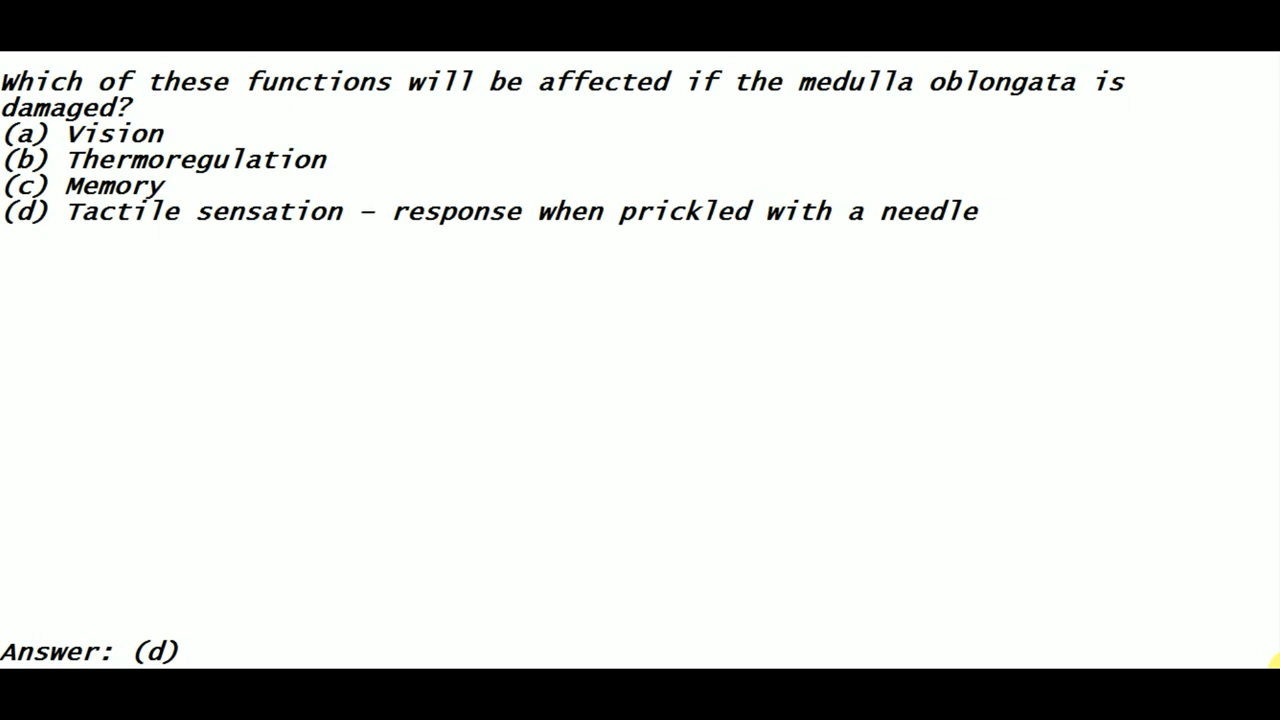 Which of these functions will be affected if the medulla oblongata is
damaged?
(a) Vision
(b) Thermoregulation
(c) Memory
(d) Tactile sensation – response when prickled with a needle
Answer: (d)